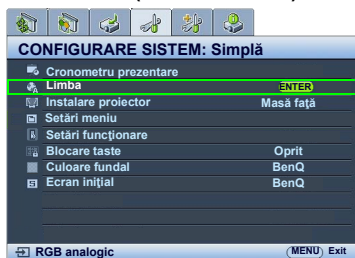 CONFIGURARE SISTEM: Simplă
Cronometru prezentare
Limba ENTER
Instalare proiector Masă faţă
Setări meniu
Setări funcţionare
Blocare taste Oprit
Culoare fundal BenQ
Ecran iniţial BenQ
RGB analogic MENU Exit